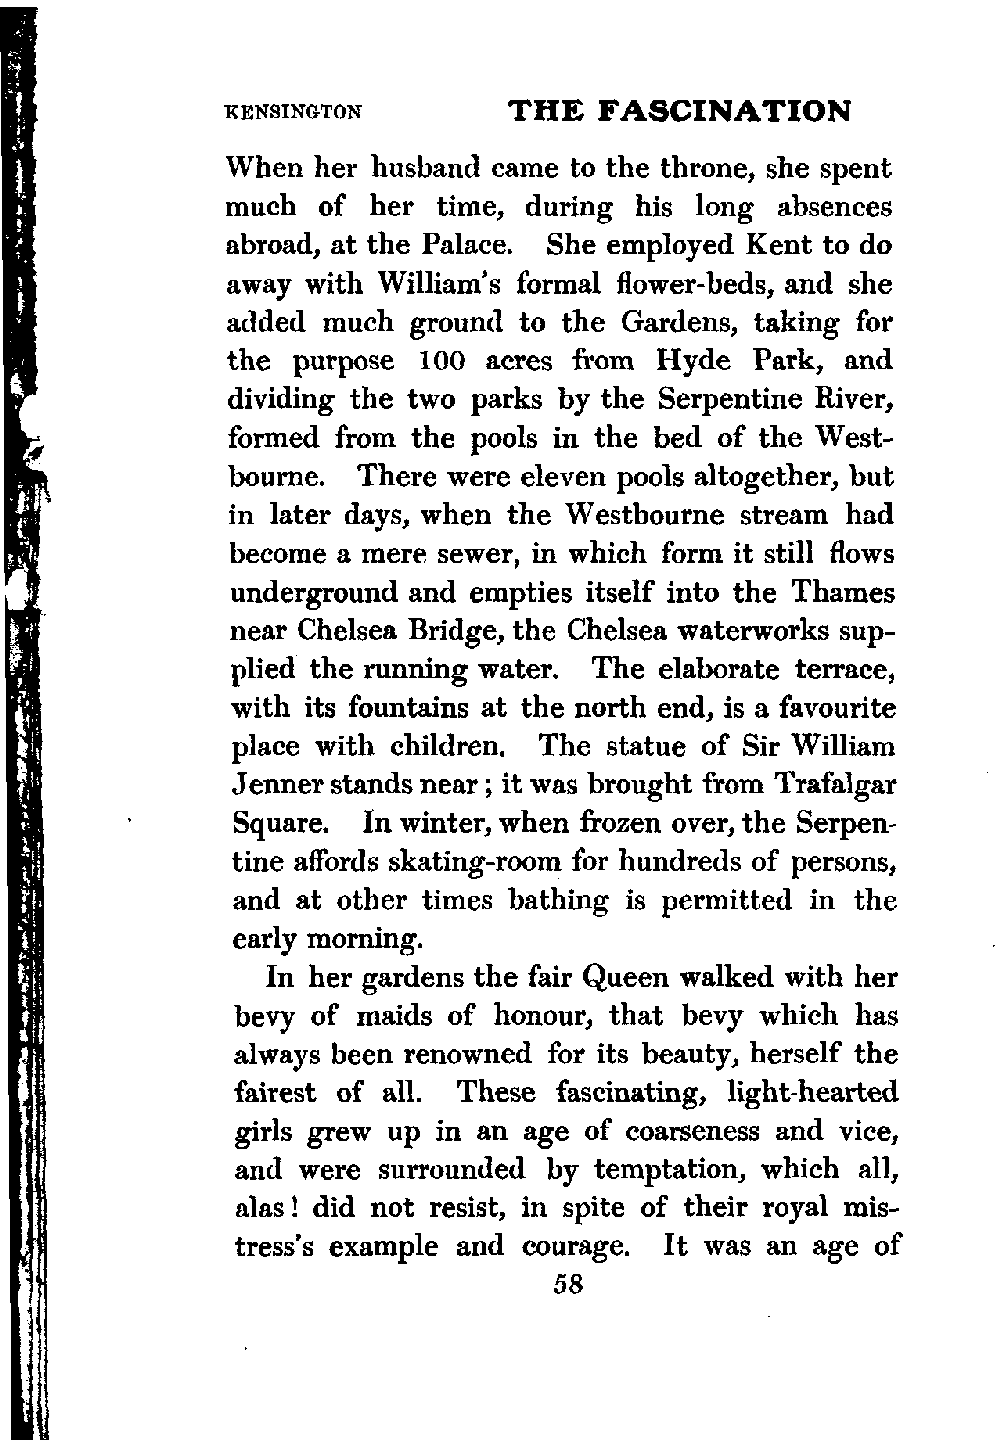 KENSINGTON THE FASCINATION
When her husband came to the throne, she spent
much of her time, during his long absences
abroad, at the Palace. She employed Kent to do
away with William's formal flower-beds, and she
added much ground to the Gardens, taking for
the purpose 100 acres from Hyde Park, and
dividing the two parks by the Serpentine River,
formed from the pools in the bed of the West-
bourne. There were eleven pools altogether, but
in later days, when the Westbourne stream had
become a mere sewer, in which form it still flows
underground and empties itself into the Thames
near Chelsea Bridge, the Chelsea waterworks sup-
plied the running water. The elaborate terrace,
with its fountains at the north end, is a favourite
place with children. The statue of Sir William
Jenner stands near; it was brought from Trafalgar
Square. In winter, when frozen over, the Serpen-
tine affords skating-room for hundreds of persons,
and at other times bathing is permitted in the
early morning.
In her gardens the fair Queen walked with her
bevy of maids of honour, that bevy which has
always been renowned for its beauty, herself the
fairest of all. These fascinating, light-hearted
girls grew up in an age of coarseness and vice,
and were surrounded by temptation, which all,
alas! did not resist, in spite of their royal mis-
tress's example and courage. It was an age of
58